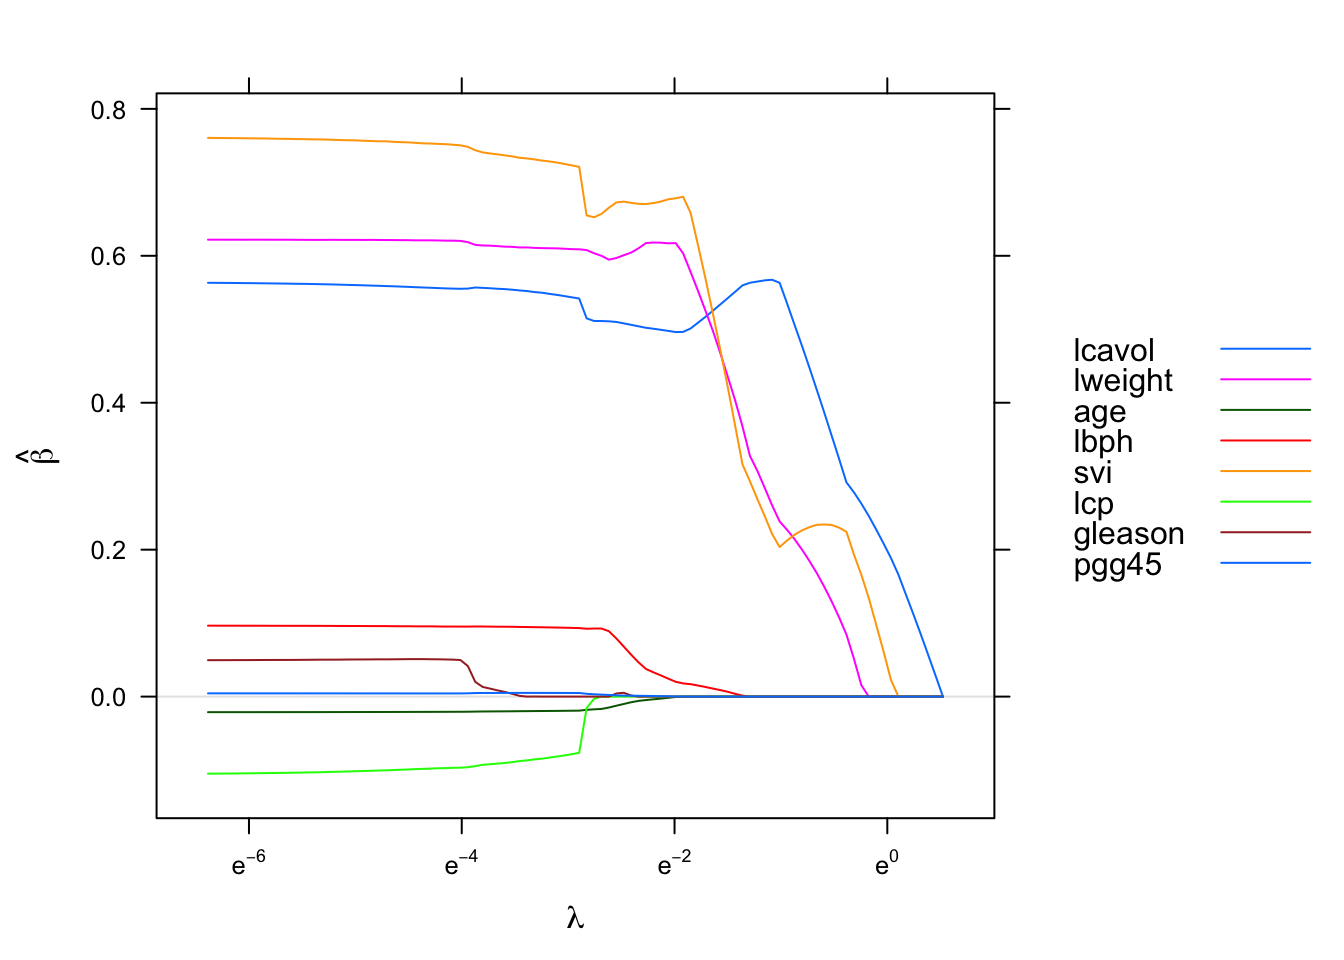 0.8
0.6
0.4
0.2
0.0
β̂
e⁻⁶ e⁻⁴ e⁻² e⁰
λ
lcavol
lweight
age
lbph
svi
lcp
gleason
pgg45